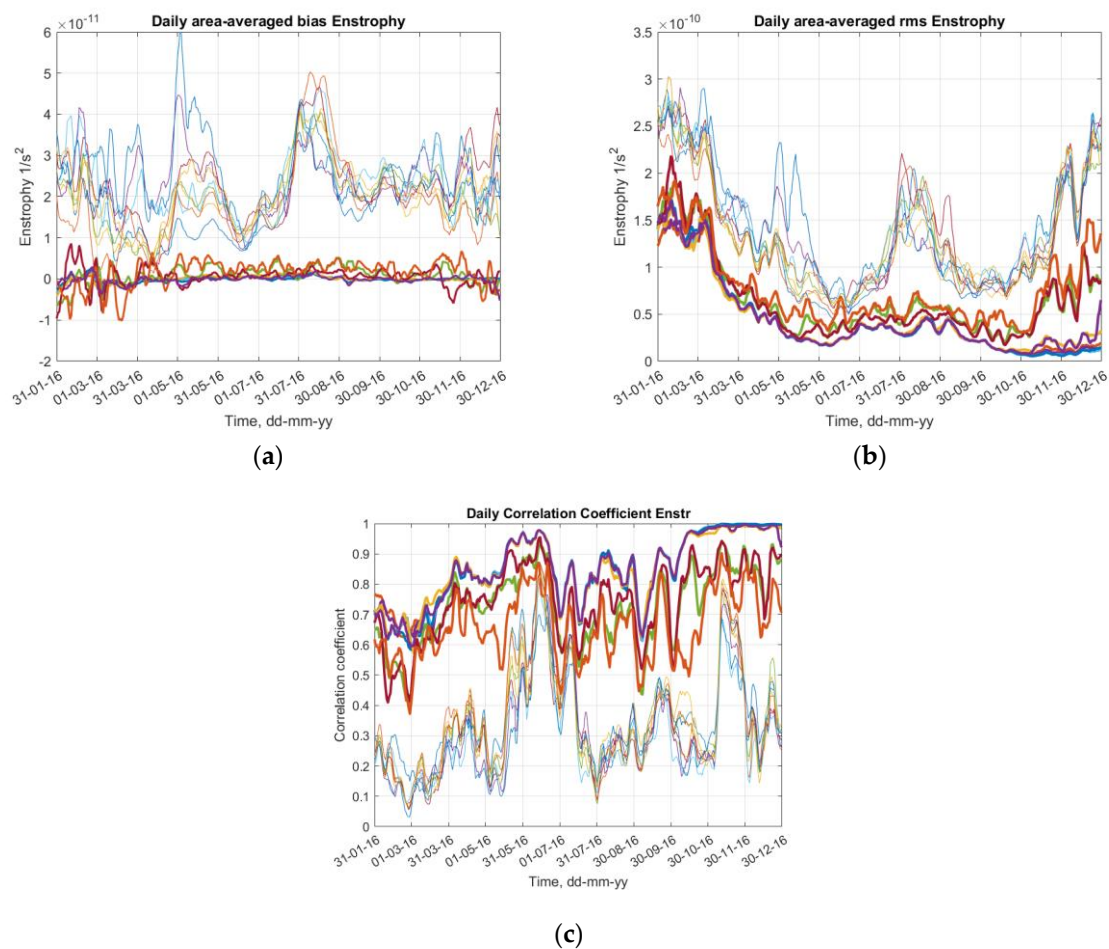 Daily area-averaged bias Enstrophy
×10⁻¹¹
6
5
4
3
2
1
0
-1
-2
Enstrophy 1/s²
31-01-16 01-03-16 31-03-16 01-05-16 31-05-16 01-07-16 31-07-16 30-08-16 30-09-16 30-10-16 30-11-16 30-12-16
Time, dd-mm-yy
(a)
Daily area-averaged rms Enstrophy
×10⁻¹⁰
3.5
3
2.5
2
1.5
1
0.5
0
Enstrophy 1/s²
31-01-16 01-03-16 31-03-16 01-05-16 31-05-16 01-07-16 31-07-16 30-08-16 30-09-16 30-10-16 30-11-16 30-12-16
Time, dd-mm-yy
(b)
Daily Correlation Coefficient Enstr
1
0.9
0.8
0.7
0.6
0.5
0.4
0.3
0.2
0.1
0
Correlation coefficient
31-01-16 01-03-16 31-03-16 01-05-16 31-05-16 01-07-16 31-07-16 30-08-16 30-09-16 30-10-16 30-11-16 30-12-16
Time, dd-mm-yy
(c)